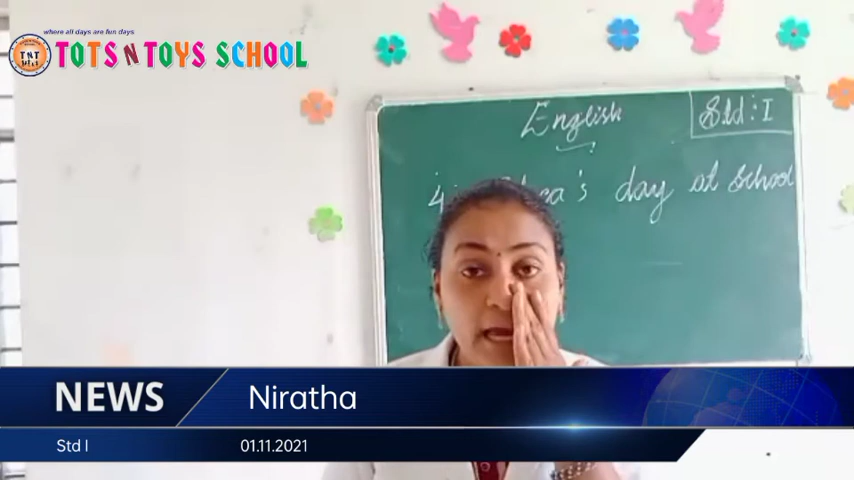 where all days are fun days
TOTS N TOYS SCHOOL
TNT
English
Std : I
day at School
NEWS
Niratha
Std I
01.11.2021